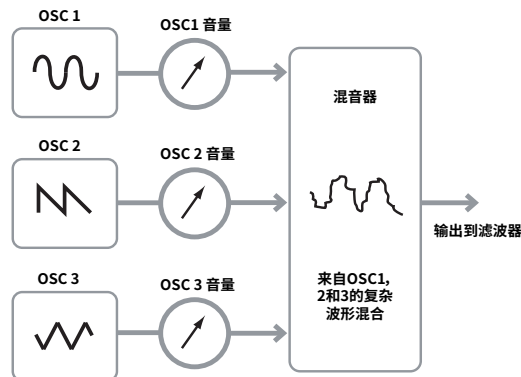 OSC 1
OSC1 音量
混音器
OSC 2
OSC 2 音量
输出到滤波器
OSC 3
OSC 3 音量
来自OSC1,
2和3的复杂
波形混合